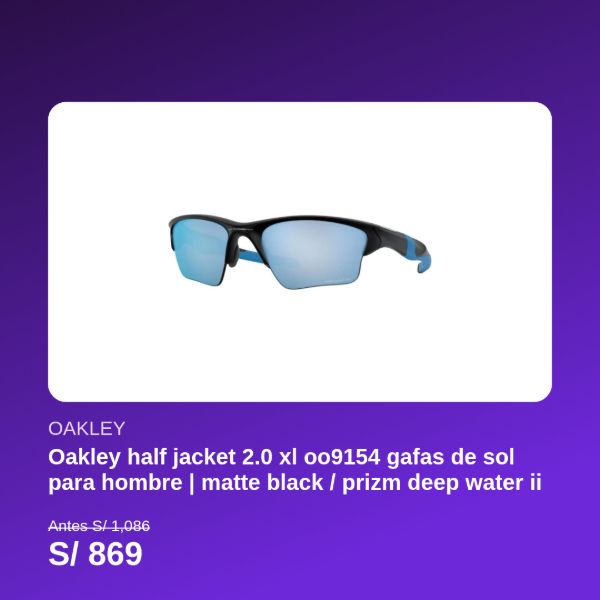 OAKLEY
Oakley half jacket 2.0 xl oo9154 gafas de sol
para hombre | matte black / prizm deep water ii
Antes S/ 1,086
S/ 869